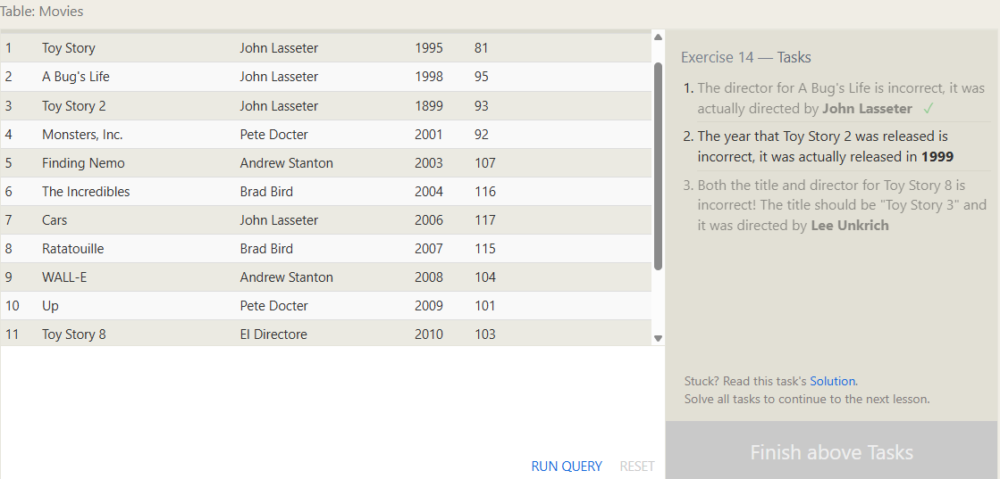 Table: Movies
1 Toy Story John Lasseter 1995 81
2 A Bug's Life John Lasseter 1998 95
3 Toy Story 2 John Lasseter 1899 93
4 Monsters, Inc. Pete Docter 2001 92
5 Finding Nemo Andrew Stanton 2003 107
6 The Incredibles Brad Bird 2004 116
7 Cars John Lasseter 2006 117
8 Ratatouille Brad Bird 2007 115
9 WALL-E Andrew Stanton 2008 104
10 Up Pete Docter 2009 101
11 Toy Story 8 El Directore 2010 103
RUN QUERY RESET
Exercise 14 — Tasks
1. The director for A Bug's Life is incorrect, it was
actually directed by John Lasseter ✓
2. The year that Toy Story 2 was released is
incorrect, it was actually released in 1999
3. Both the title and director for Toy Story 8 is
incorrect! The title should be "Toy Story 3" and
it was directed by Lee Unkrich
Stuck? Read this task's Solution.
Solve all tasks to continue to the next lesson.
Finish above Tasks